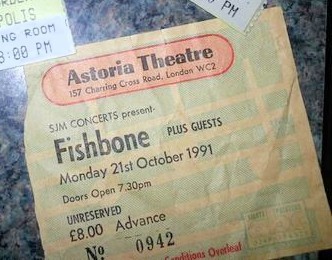 POLIS
NG ROOM
8:00 PM
PM
Astoria Theatre
157 Charring Cross Road, London WC2
SJM CONCERTS present-
Fishbone PLUS GUESTS
Monday 21st October 1991
Doors Open 7.30pm
UNRESERVED
£8.00 Advance
No. 0942
Conditions Overleaf